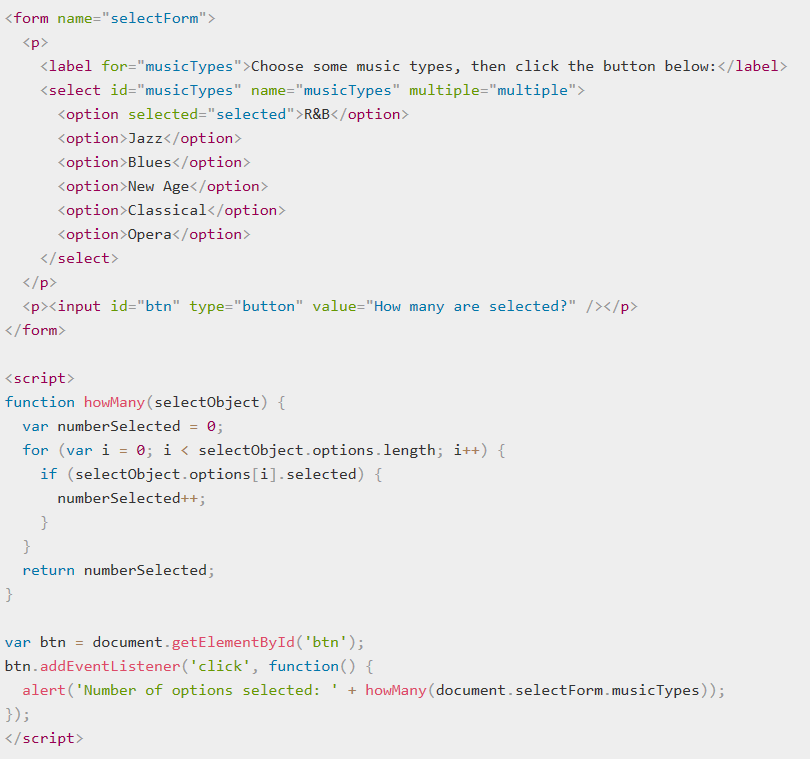 <form name="selectForm">
  <p>
    <label for="musicTypes">Choose some music types, then click the button below:</label>
    <select id="musicTypes" name="musicTypes" multiple="multiple">
      <option selected="selected">R&B</option>
      <option>Jazz</option>
      <option>Blues</option>
      <option>New Age</option>
      <option>Classical</option>
      <option>Opera</option>
    </select>
  </p>
  <p><input id="btn" type="button" value="How many are selected?" /></p>
</form>

<script>
function howMany(selectObject) {
  var numberSelected = 0;
  for (var i = 0; i < selectObject.options.length; i++) {
    if (selectObject.options[i].selected) {
      numberSelected++;
    }
  }
  return numberSelected;
}

var btn = document.getElementById('btn');
btn.addEventListener('click', function() {
  alert('Number of options selected: ' + howMany(document.selectForm.musicTypes));
});
</script>